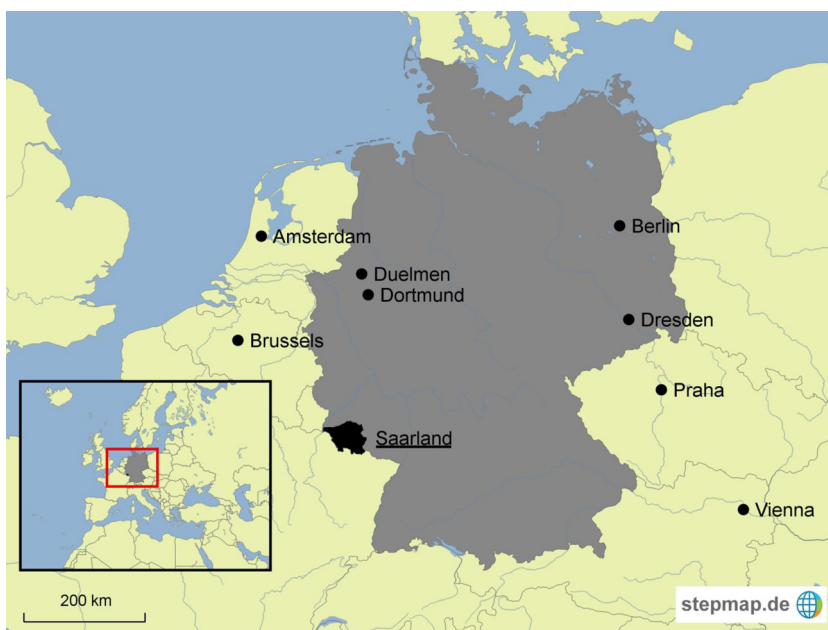 Berlin
Amsterdam
Duelmen
Dortmund
Dresden
Brussels
Praha
Saarland
Vienna
200 km
stepmap.de